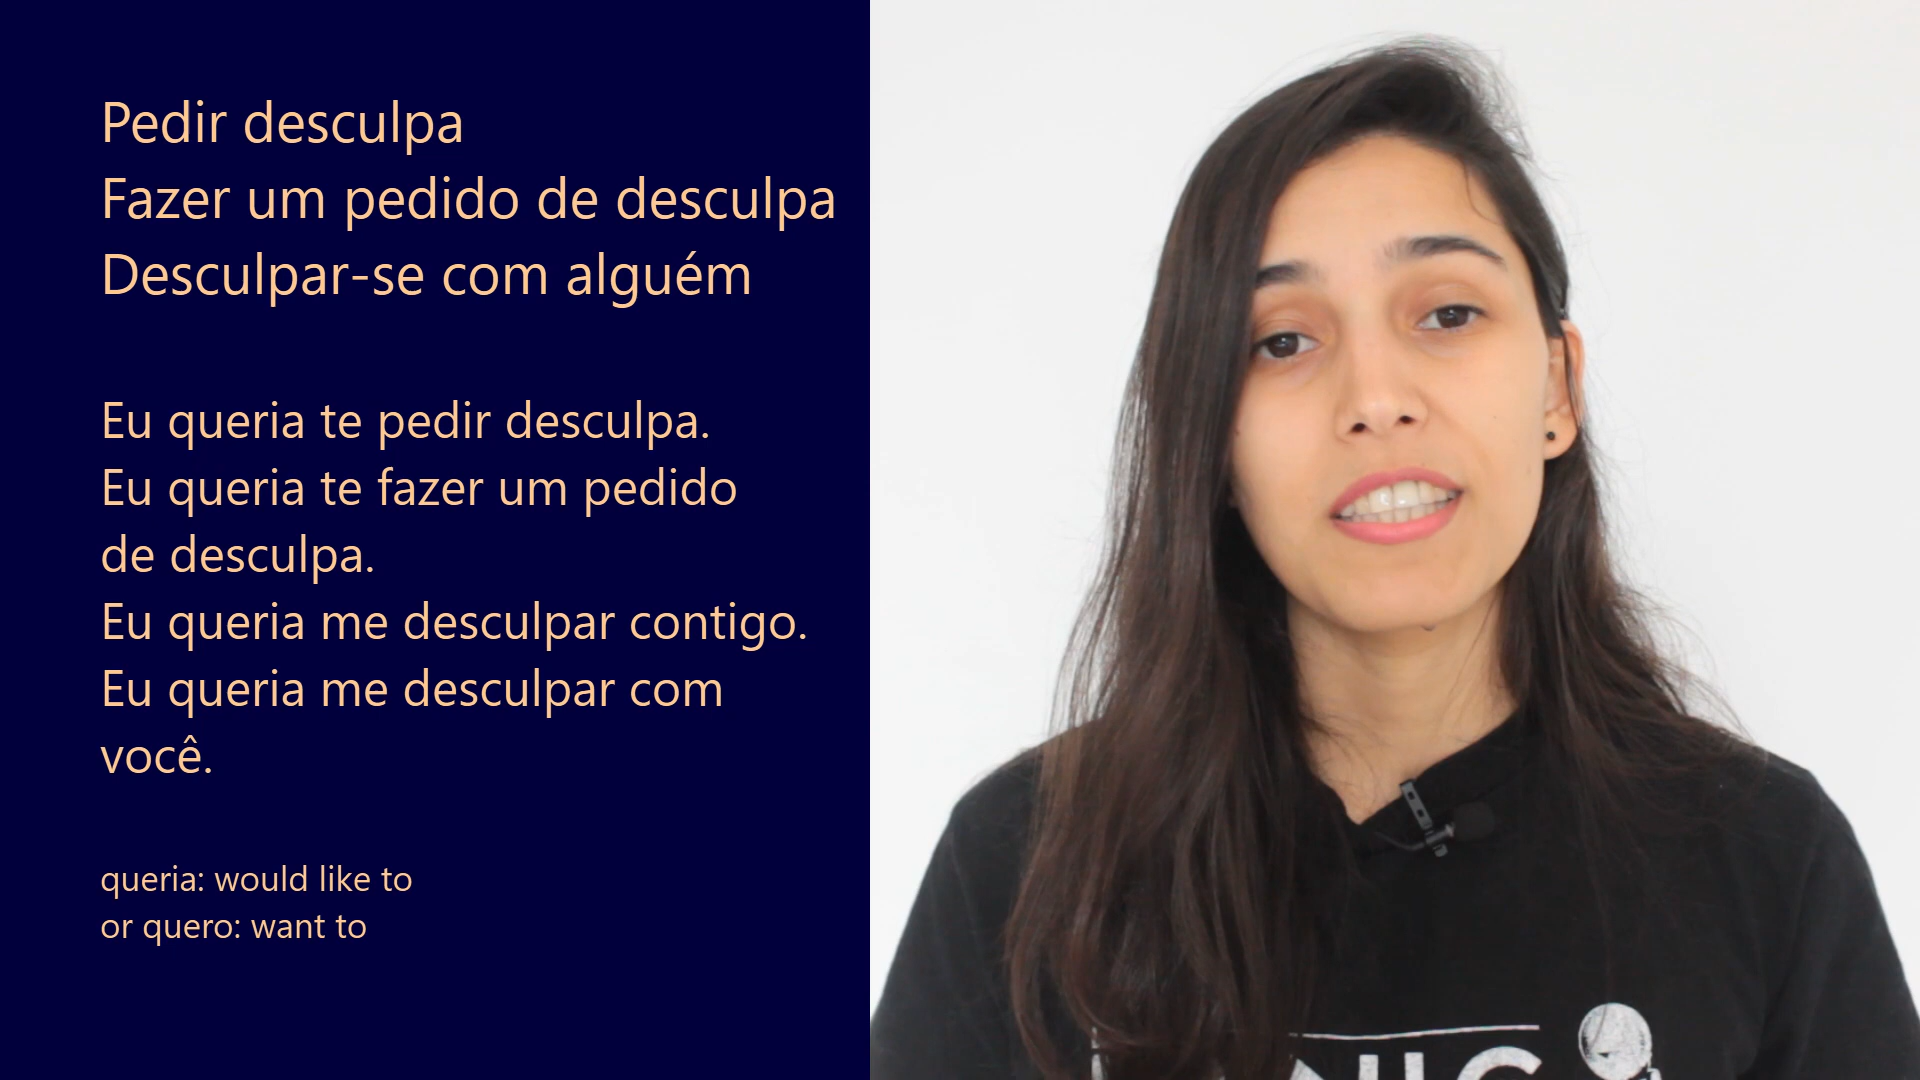 Pedir desculpa
Fazer um pedido de desculpa
Desculpar-se com alguém
Eu queria te pedir desculpa.
Eu queria te fazer um pedido
de desculpa.
Eu queria me desculpar contigo.
Eu queria me desculpar com
você.
queria: would like to
or quero: want to